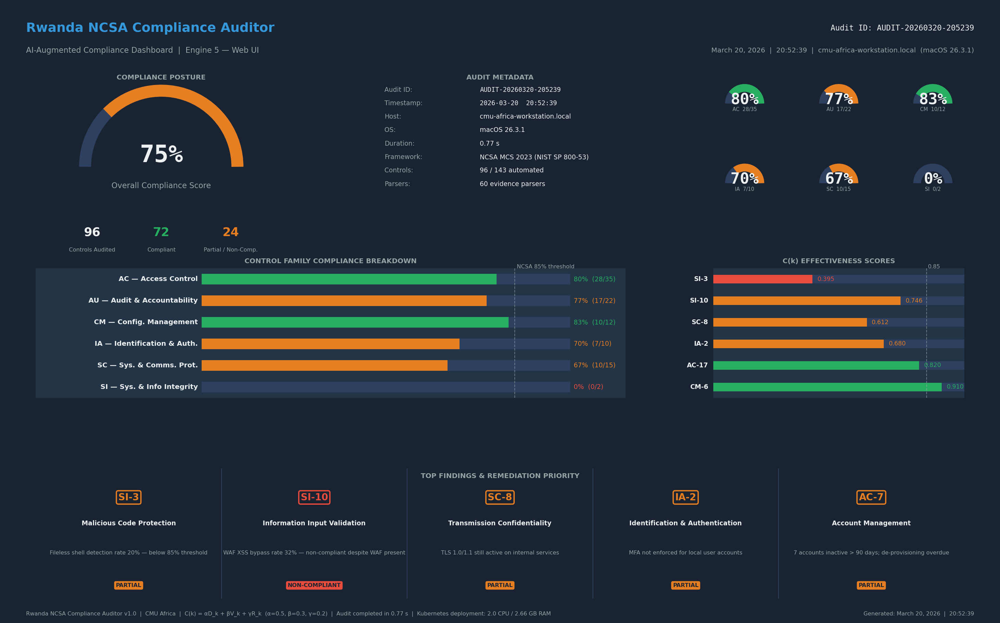 Rwanda NCSA Compliance Auditor
Audit ID: AUDIT-20260320-205239
AI-Augmented Compliance Dashboard | Engine 5 — Web UI
March 20, 2026 | 20:52:39 | cmu-africa-workstation.local (macOS 26.3.1)
COMPLIANCE POSTURE
75%
Overall Compliance Score
96
Controls Audited
72
Compliant
24
Partial / Non-Comp.
AUDIT METADATA
Audit ID: AUDIT-20260320-205239
Timestamp: 2026-03-20 20:52:39
Host: cmu-africa-workstation.local
OS: macOS 26.3.1
Duration: 0.77 s
Framework: NCSA MCS 2023 (NIST SP 800-53)
Controls: 96 / 143 automated
Parsers: 60 evidence parsers
80%
AC 28/35
77%
AU 17/22
83%
CM 10/12
70%
IA 7/10
67%
SC 10/15
0%
SI 0/2
CONTROL FAMILY COMPLIANCE BREAKDOWN
NCSA 85% threshold
AC — Access Control 80% (28/35)
AU — Audit & Accountability 77% (17/22)
CM — Config. Management 83% (10/12)
IA — Identification & Auth. 70% (7/10)
SC — Sys. & Comms. Prot. 67% (10/15)
SI — Sys. & Info Integrity 0% (0/2)
C(k) EFFECTIVENESS SCORES
0.85
SI-3 0.395
SI-10 0.746
SC-8 0.612
IA-2 0.680
AC-17 0.820
CM-6 0.910
TOP FINDINGS & REMEDIATION PRIORITY
SI-3
Malicious Code Protection
Fileless shell detection rate 20% — below 85% threshold
PARTIAL
SI-10
Information Input Validation
WAF XSS bypass rate 32% — non-compliant despite WAF present
NON-COMPLIANT
SC-8
Transmission Confidentiality
TLS 1.0/1.1 still active on internal services
PARTIAL
IA-2
Identification & Authentication
MFA not enforced for local user accounts
PARTIAL
AC-7
Account Management
7 accounts inactive > 90 days; de-provisioning overdue
PARTIAL
Rwanda NCSA Compliance Auditor v1.0 | CMU Africa | C(k) = αD_k + βV_k + γR_k (α=0.5, β=0.3, γ=0.2) | Audit completed in 0.77 s | Kubernetes deployment: 2.0 CPU / 2.66 GB RAM
Generated: March 20, 2026 | 20:52:39